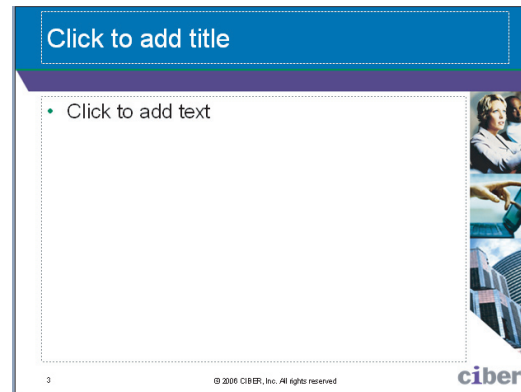 Click to add title
• Click to add text
3
© 2006 CIBER, Inc. All rights reserved
ciber